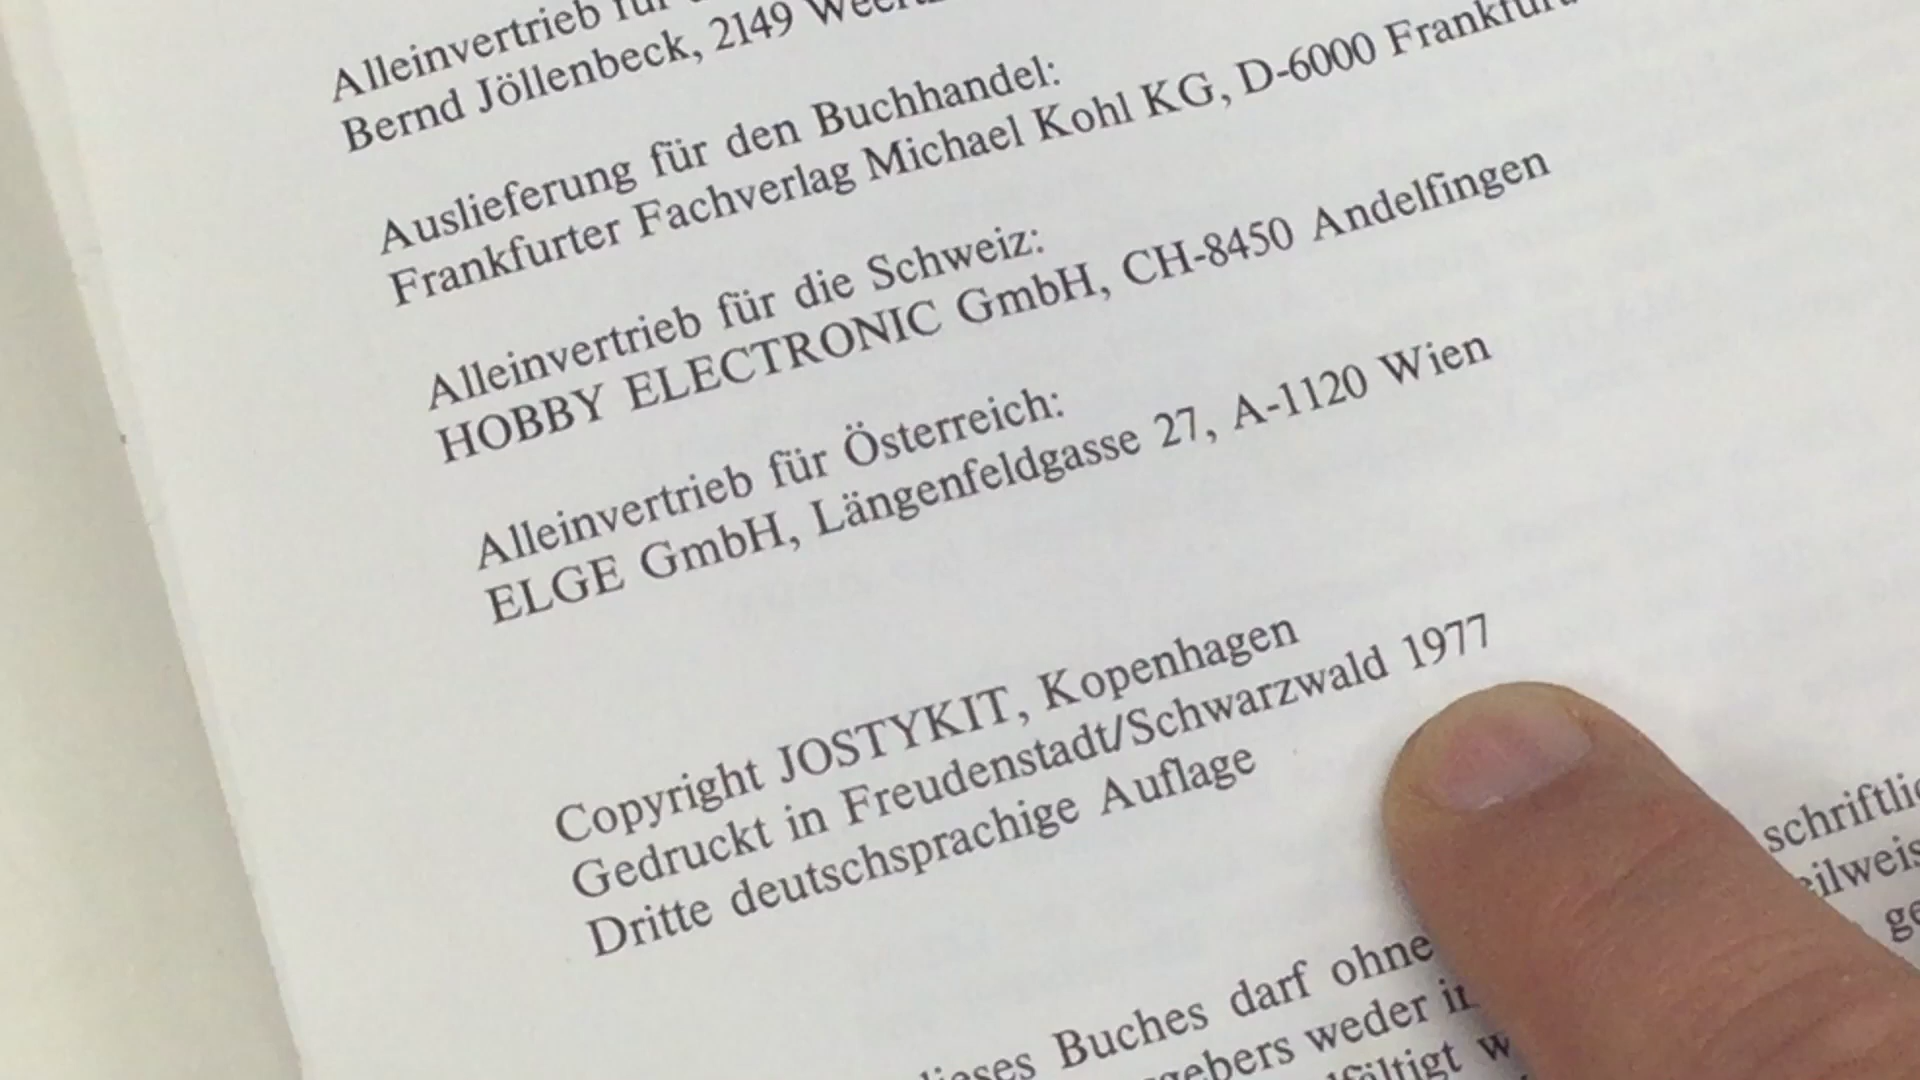 Alleinvertrieb für
Bernd Jöllenbeck, 2149
Auslieferung für den Buchhandel:
Frankfurter Fachverlag Michael Kohl KG, D-6000
Alleinvertrieb für die Schweiz:
HOBBY ELECTRONIC GmbH, CH-8450 Andelfingen
Alleinvertrieb für Österreich:
ELGE GmbH, Längenfeldgasse 27, A-1120 Wien
Copyright JOSTYKIT, Kopenhagen
Gedruckt in Freudenstadt/Schwarzwald 1977
Dritte deutschsprachige Auflage
Buches darf ohne
weder